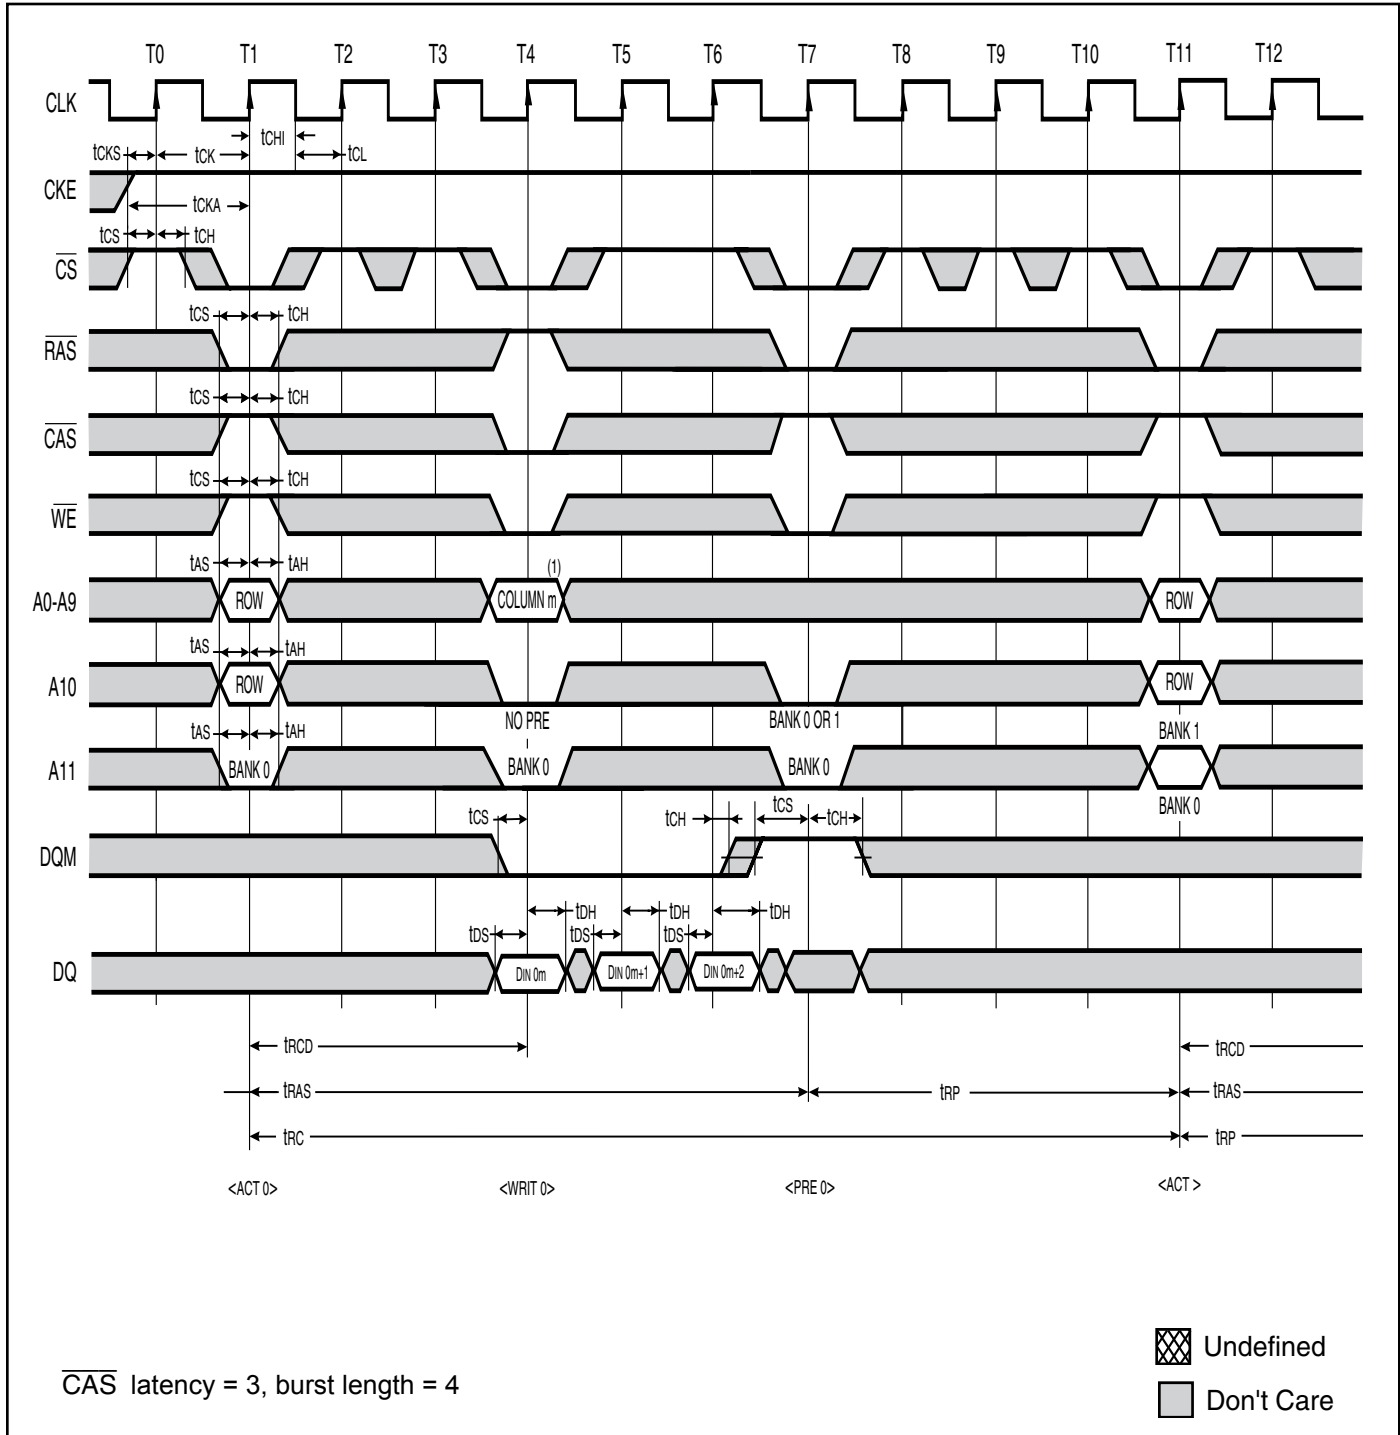 T0 T1 T2 T3 T4 T5 T6 T7 T8 T9 T10 T11 T12
CLK
tCHI
tCKS tCK tCL
CKE
tCKA
tCS tCH
CS
tCS tCH
RAS
tCS tCH
CAS
tCS tCH
WE
tAS tAH (1)
A0-A9 ROW COLUMN m ROW
tAS tAH
A10 ROW ROW
NO PRE BANK 0 OR 1 BANK 1
tAS tAH
A11 BANK 0 BANK 0 BANK 0
BANK 0
tCS tCH tCS tCH
DQM
tDH tDH tDH
tDS tDS tDS
DQ DIN 0m DIN 0m+1 DIN 0m+2
tRCD tRCD
tRAS tRP tRAS
tRC tRP
<ACT 0> <WRIT 0> <PRE 0> <ACT >
Undefined
CAS latency = 3, burst length = 4
Don't Care